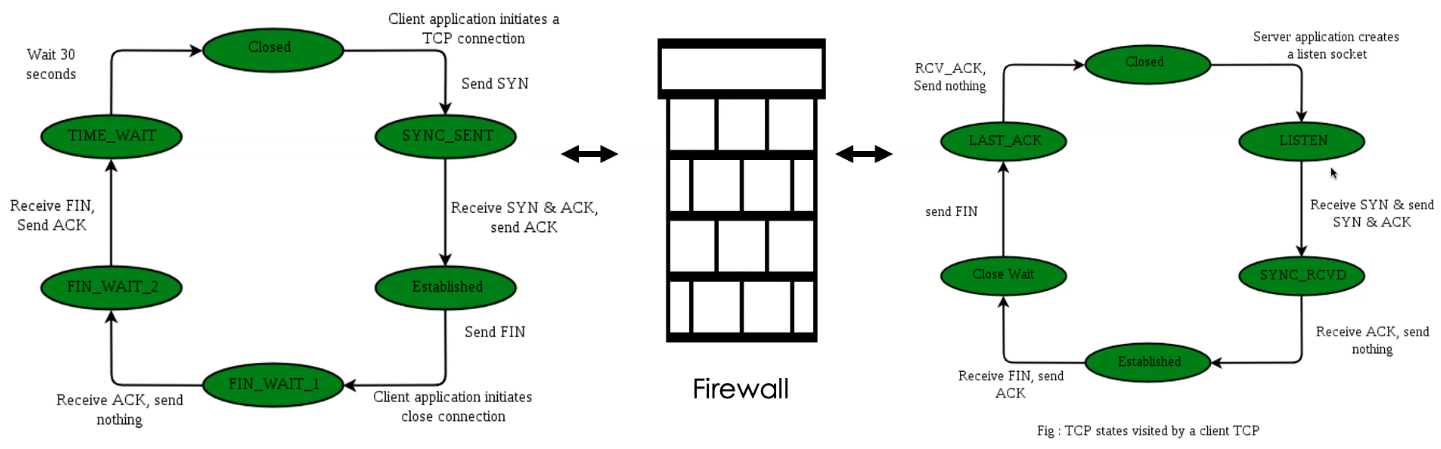 Client application initiates a
TCP connection
Closed
Wait 30
seconds
Send SYN
TIME_WAIT
SYNC_SENT
Receive FIN,
Send ACK
Receive SYN & ACK,
send ACK
FIN_WAIT_2
Established
Send FIN
FIN_WAIT_1
Receive ACK, send
nothing
Client application initiates
close connection
Firewall
Server application creates
a listen socket
Closed
RCV_ACK,
Send nothing
LAST_ACK
LISTEN
send FIN
Receive SYN & send
SYN & ACK
Close Wait
SYNC_RCVD
Receive ACK, send
nothing
Established
Receive FIN, send
ACK
Fig : TCP states visited by a client TCP